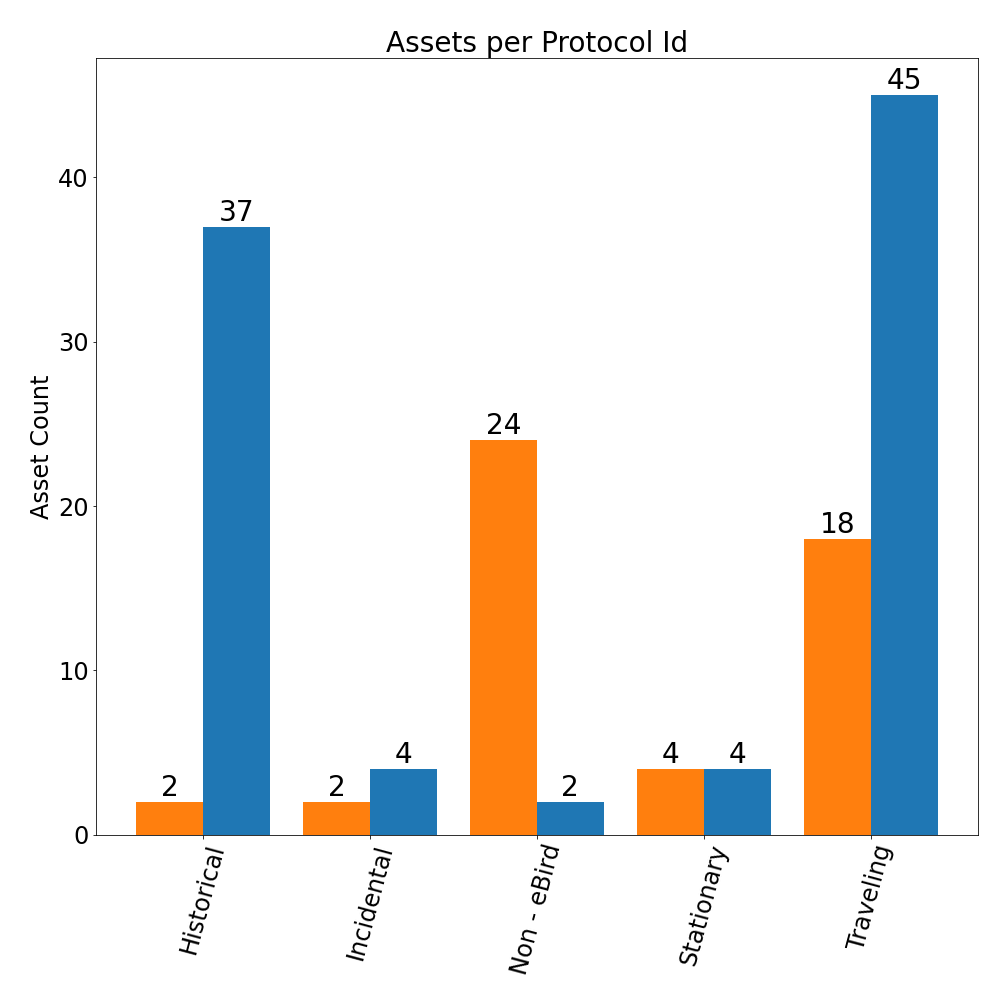 Assets per Protocol Id
45
40
37
30
24
20
18
10
4
4
4
2
2
2
0
Asset Count
Historical
Incidental
Non - eBird
Stationary
Traveling